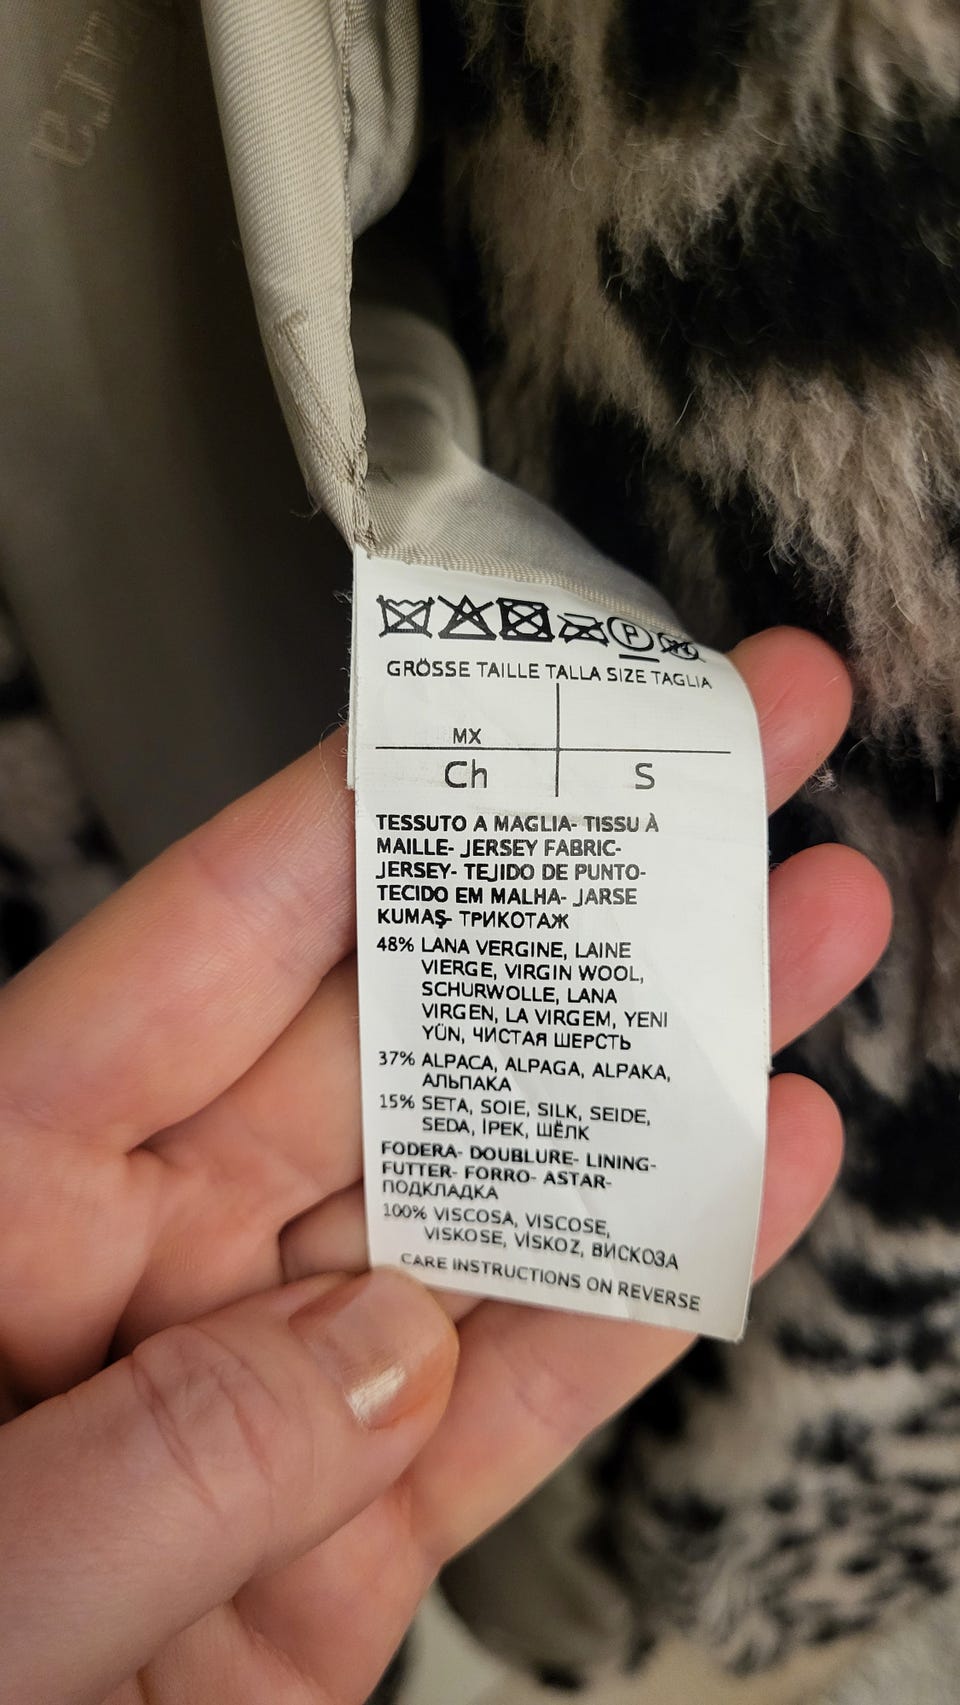 P
GRÖSSE TAILLE TALLA SIZE TAGLIA
MX
Ch S
TESSUTO A MAGLIA- TISSU À
MAILLE- JERSEY FABRIC-
JERSEY- TEJIDO DE PUNTO-
TECIDO EM MALHA- JARSE
KUMAŞ- ТРИКОТАЖ
48% LANA VERGINE, LAINE
VIERGE, VIRGIN WOOL,
SCHURWOLLE, LANA
VIRGEN, LA VIRGEM, YENI
YÜN, ЧИСТАЯ ШЕРСТЬ
37% ALPACA, ALPAGA, ALPAKA,
АЛЬПАКА
15% SETA, SOIE, SILK, SEIDE,
SEDA, İPEK, ШЁЛК
FODERA- DOUBLURE- LINING-
FUTTER- FORRO- ASTAR-
ПОДКЛАДКА
100% VISCOSA, VISCOSE,
VISKOSE, VİSKOZ, ВИСКОЗА
CARE INSTRUCTIONS ON REVERSE